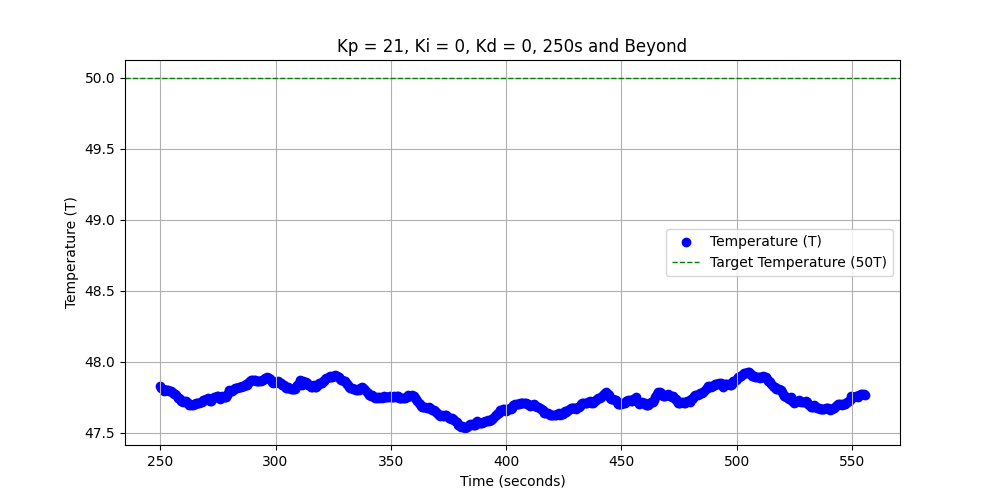 Kp = 21, Ki = 0, Kd = 0, 250s and Beyond
50.0
49.5
49.0
48.5
48.0
47.5
Temperature (T)
Temperature (T)
Target Temperature (50T)
250 300 350 400 450 500 550
Time (seconds)